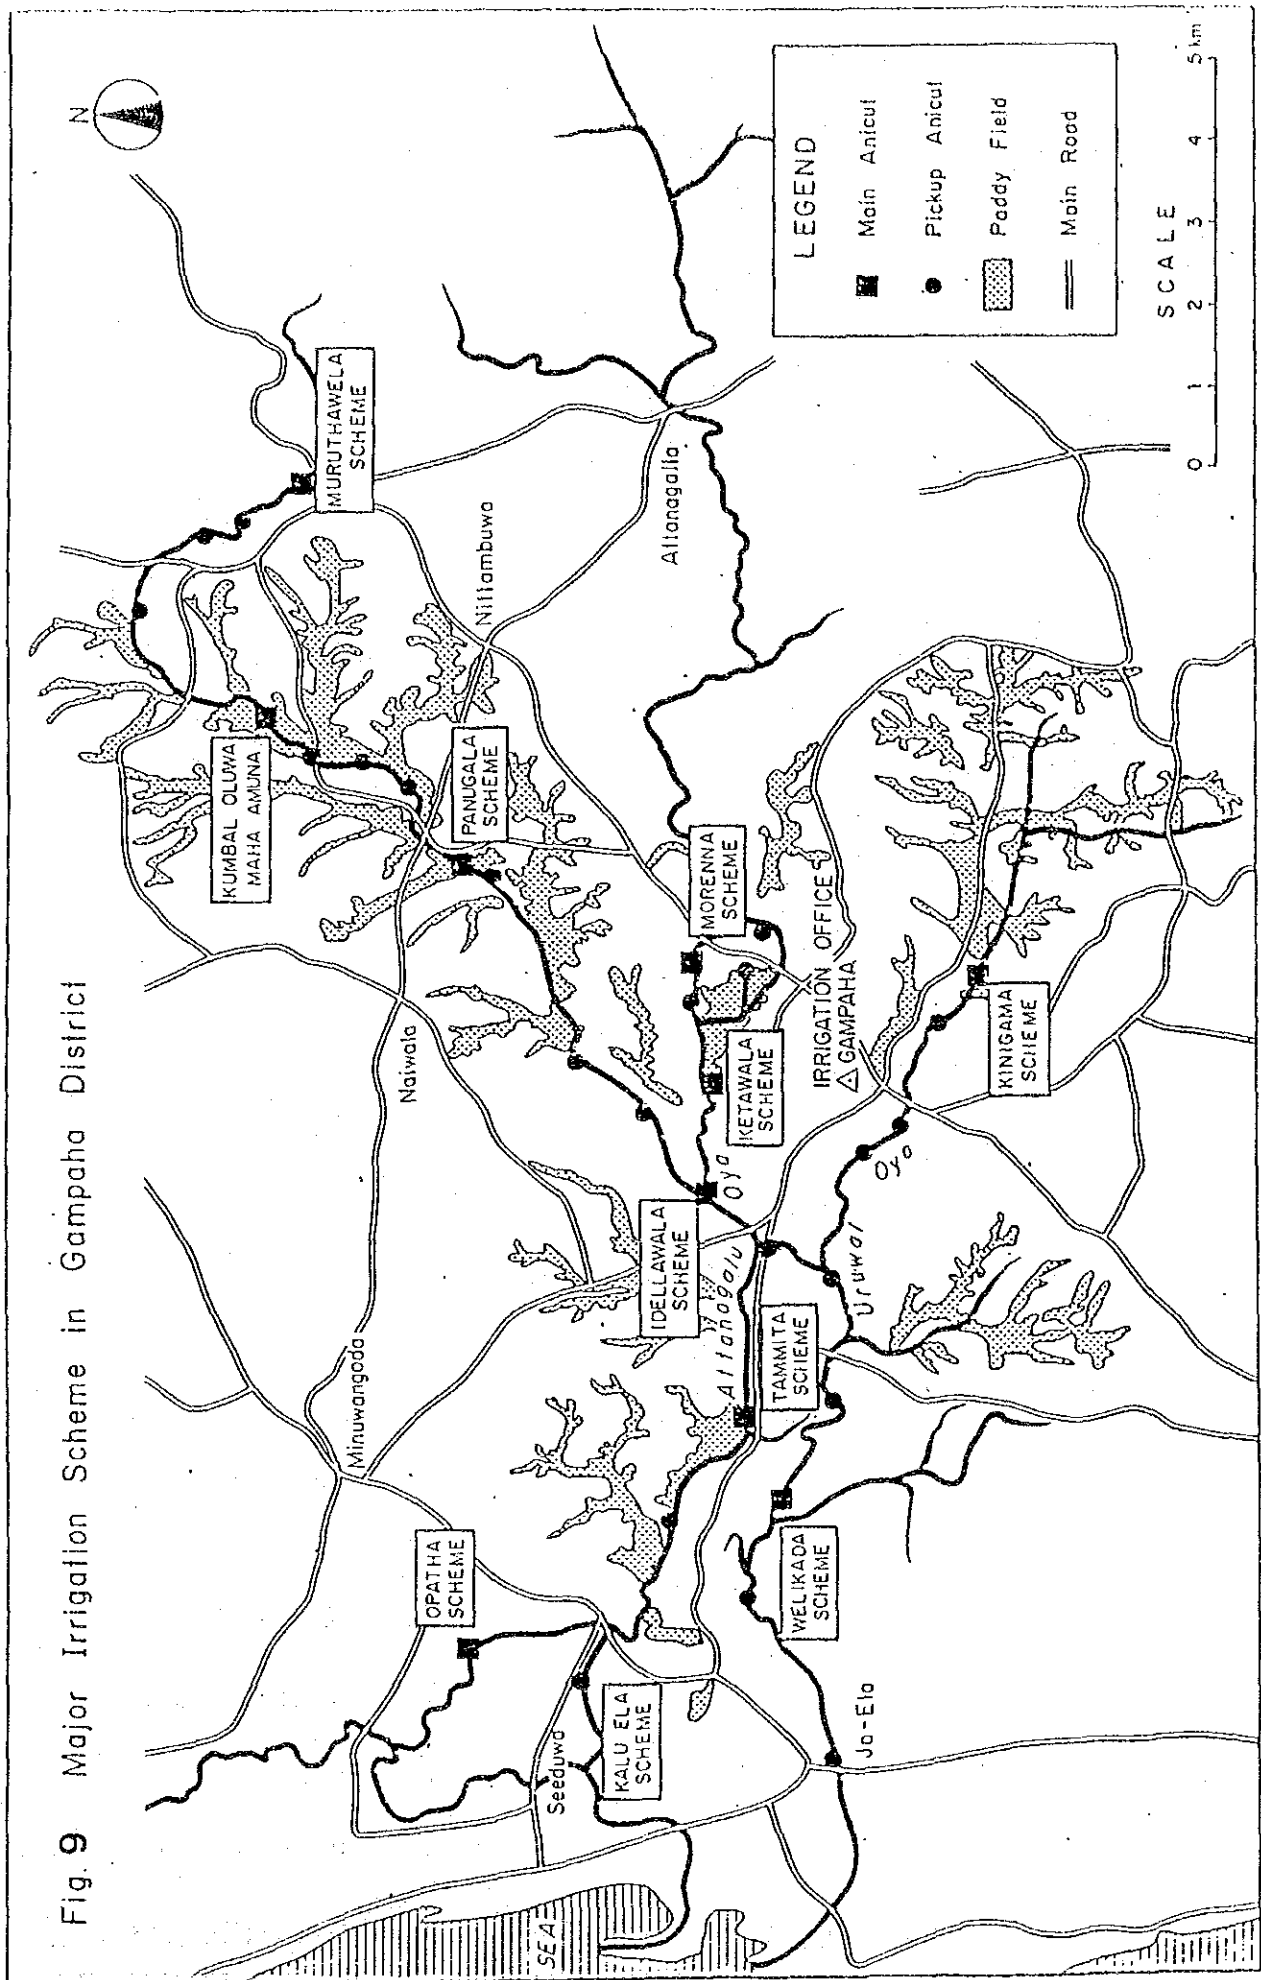 Fig. 9 Major Irrigation Scheme in Gampaha District
N
MURUTHAWELA
SCHEME
KUMBAL OLUWA
MAHA AMUNA
Nittambuwa
PANUGALA
SCHEME
Attanagalla
Naiwala
MORENNA
SCHEME
IRRIGATION OFFICE
GAMPAHA
KETAWALA
SCHEME
KINIGAMA
SCHEME
Minuwangoda
IDELLAWALA
SCHEME
Attanagalu Oya
Uruwal Oya
TAMMITA
SCHEME
OPATHA
SCHEME
WELIKADA
SCHEME
KALU ELA
SCHEME
Seeduwa
Ja-Ela
SEA
LEGEND
Main Anicut
Pickup Anicut
Paddy Field
Main Road
SCALE
0 1 2 3 4 5 km